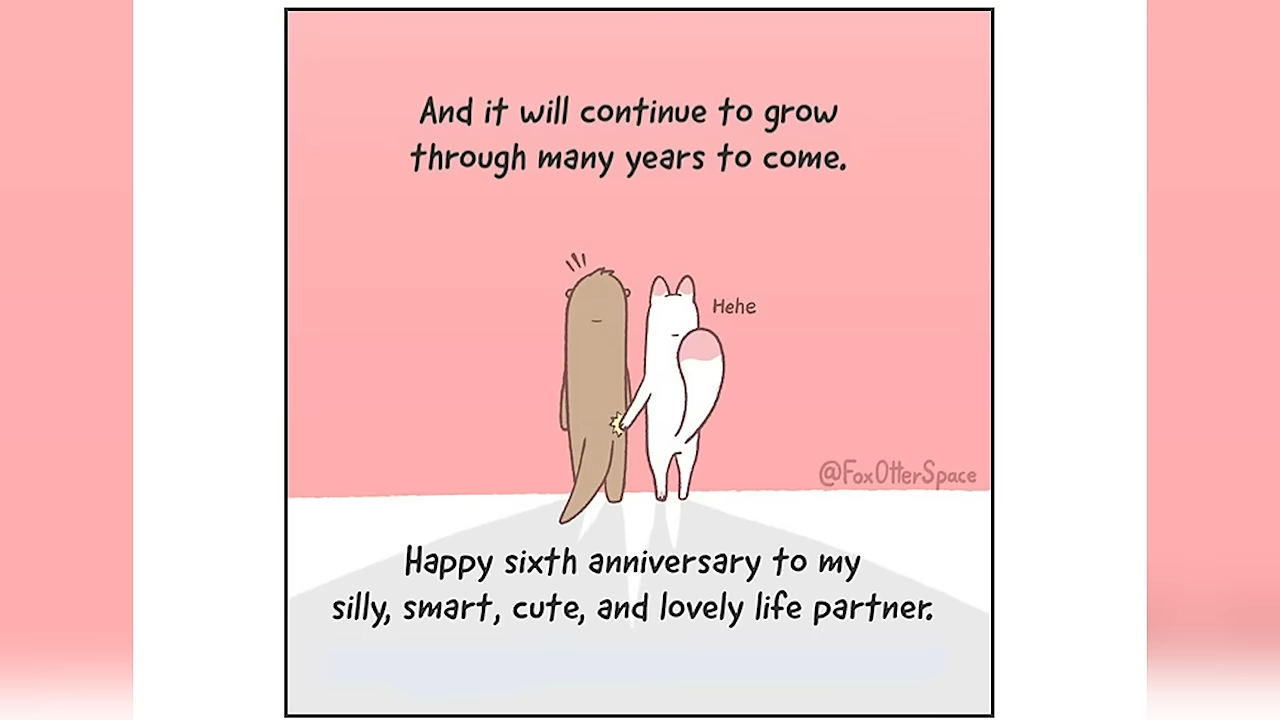 And it will continue to grow
through many years to come.
Hehe
@FoxOtterSpace
Happy sixth anniversary to my
silly, smart, cute, and lovely life partner.